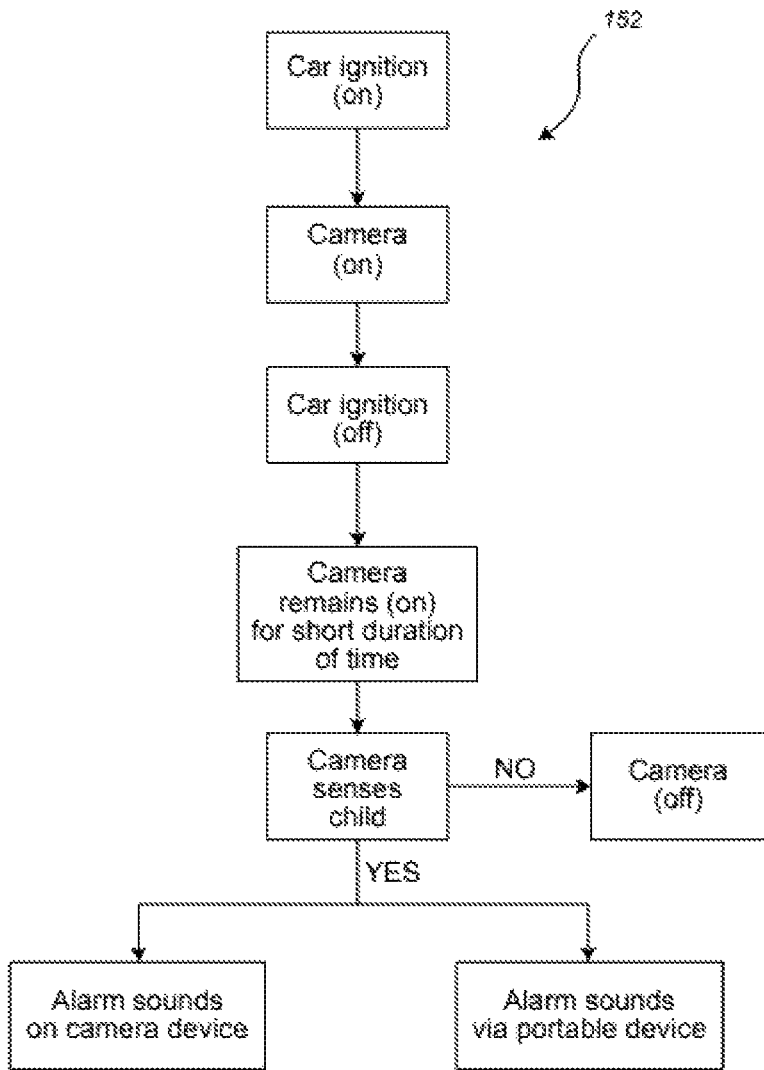 152
Car ignition
(on)
Camera
(on)
Car ignition
(off)
Camera
remains (on)
for short duration
of time
Camera
senses
child
NO
Camera
(off)
YES
Alarm sounds
on camera device
Alarm sounds
via portable device